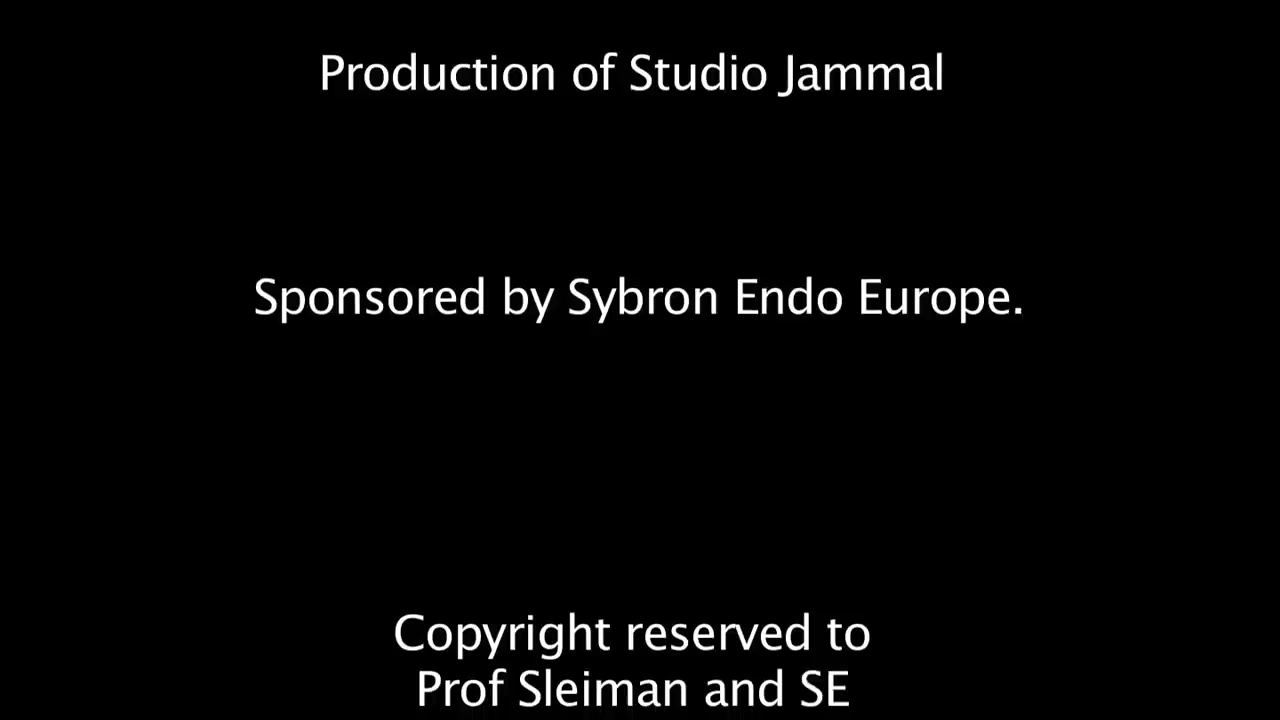 Production of Studio Jammal
Sponsored by Sybron Endo Europe.
Copyright reserved to
Prof Sleiman and SE